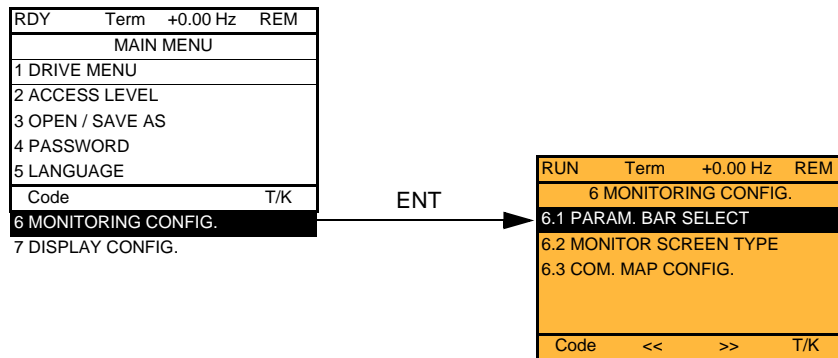 RDY Term +0.00 Hz REM
MAIN MENU
1 DRIVE MENU
2 ACCESS LEVEL
3 OPEN / SAVE AS
4 PASSWORD
5 LANGUAGE
Code T/K
6 MONITORING CONFIG.
7 DISPLAY CONFIG.
ENT
RUN Term +0.00 Hz REM
6 MONITORING CONFIG.
6.1 PARAM. BAR SELECT
6.2 MONITOR SCREEN TYPE
6.3 COM. MAP CONFIG.
Code << >> T/K